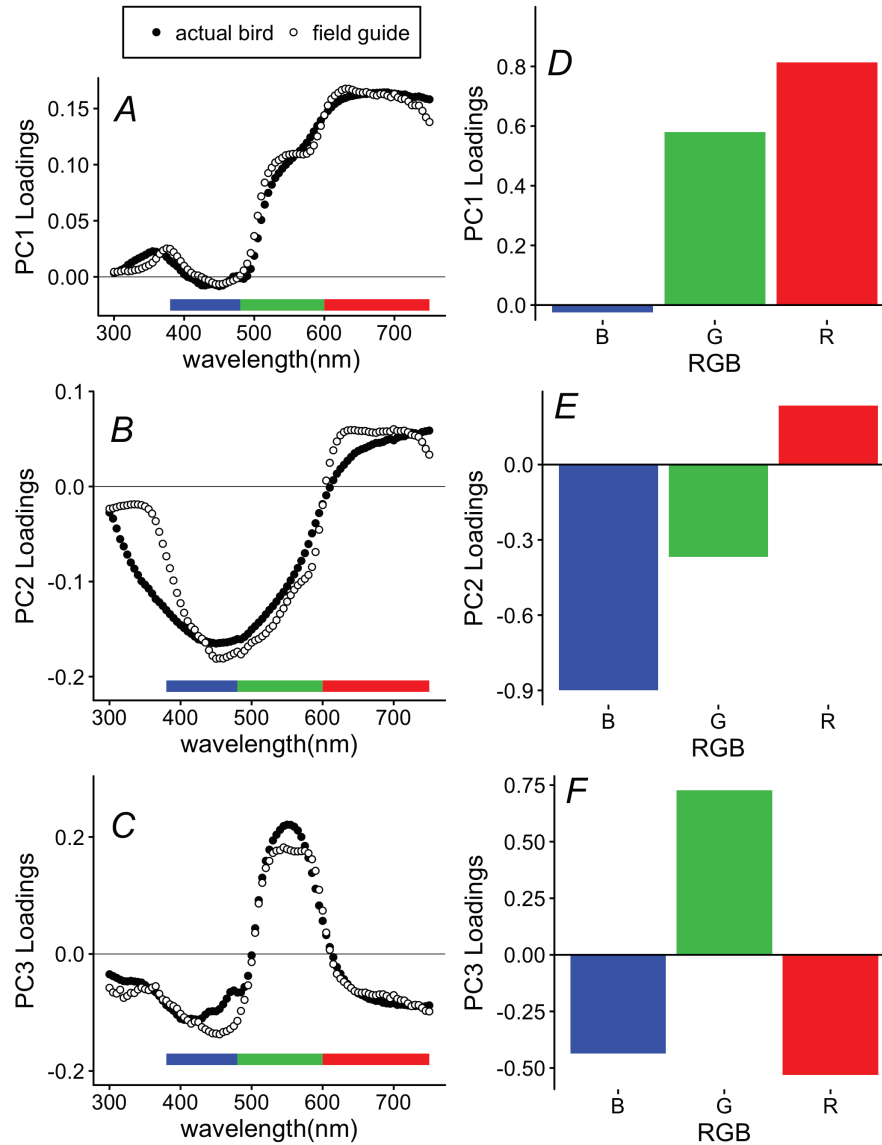 actual bird field guide
A
PC1 Loadings
0.15
0.10
0.05
0.00
300 400 500 600 700
wavelength(nm)
D
PC1 Loadings
0.8
0.6
0.4
0.2
0.0
B G R
RGB
B
PC2 Loadings
0.1
0.0
-0.1
-0.2
300 400 500 600 700
wavelength(nm)
E
PC2 Loadings
0.0
-0.3
-0.6
-0.9
B G R
RGB
C
PC3 Loadings
0.2
0.0
-0.2
300 400 500 600 700
wavelength(nm)
F
PC3 Loadings
0.75
0.50
0.25
0.00
-0.25
-0.50
B G R
RGB